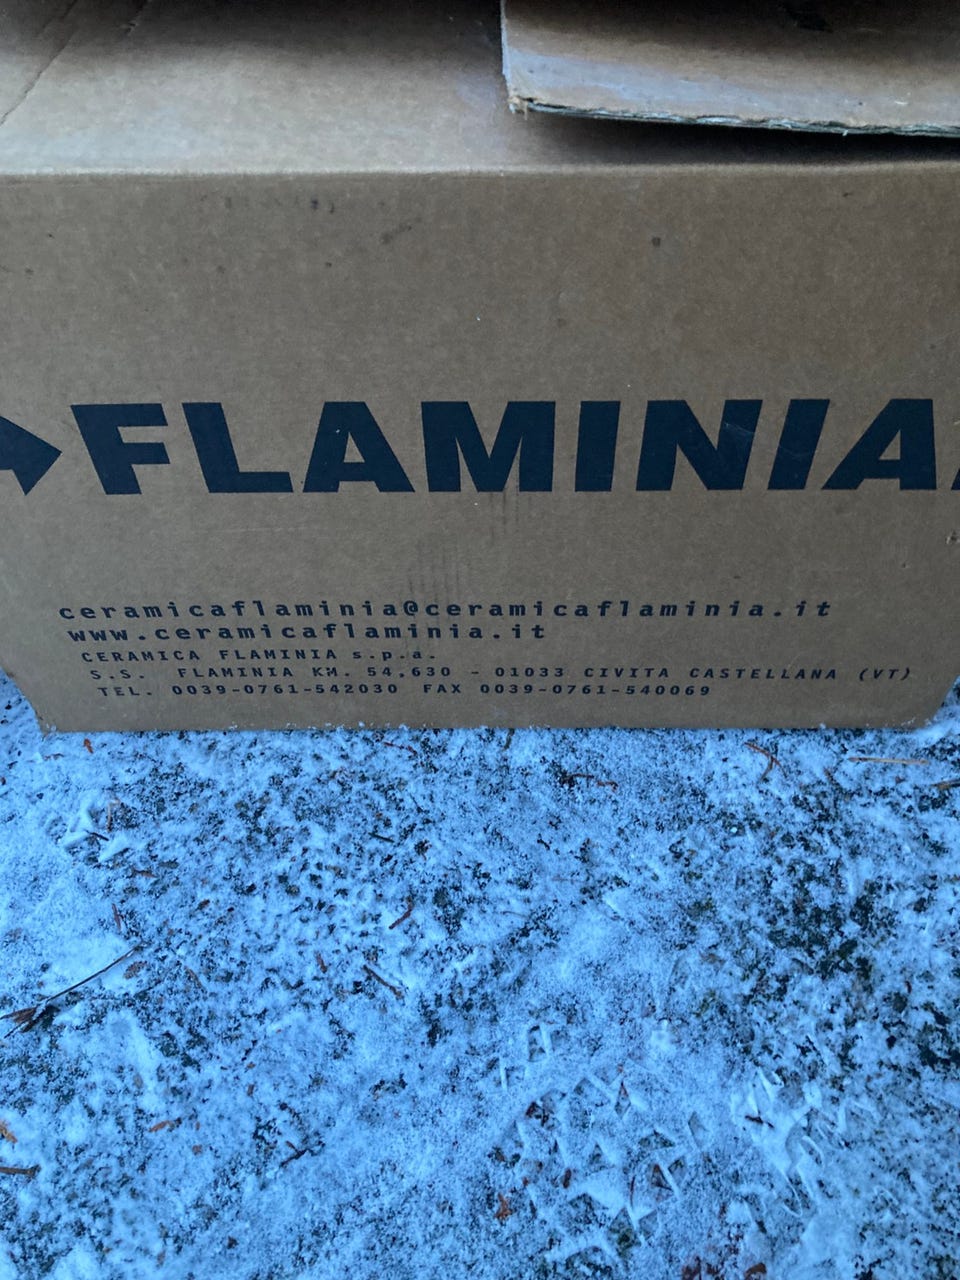 FLAMINIA
ceramicaflaminia@ceramicaflaminia.it
www.ceramicaflaminia.it
CERAMICA FLAMINIA s.p.a.
S.S. FLAMINIA KM. 54,630 - 01033 CIVITA CASTELLANA (VT)
TEL. 0039-0761-542030 FAX 0039-0761-540069